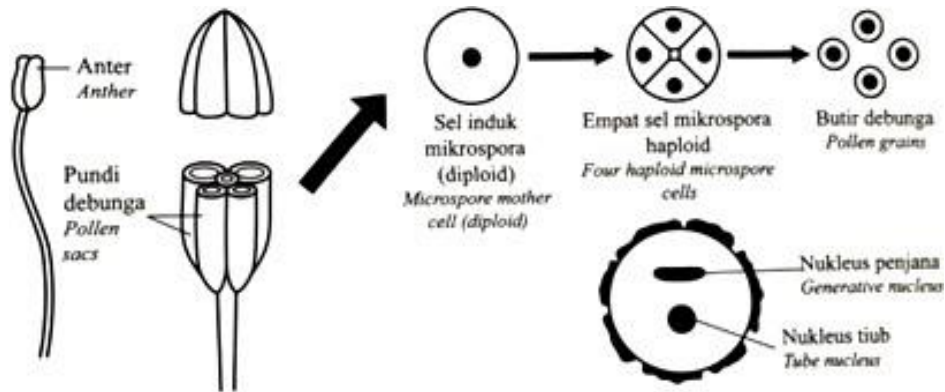 Anter
Anther
Pundi
debunga
Pollen
sacs
Sel induk
mikrospora
(diploid)
Microspore mother
cell (diploid)
Empat sel mikrospora
haploid
Four haploid microspore
cells
Butir debunga
Pollen grains
Nukleus penjana
Generative nucleus
Nukleus tiub
Tube nucleus